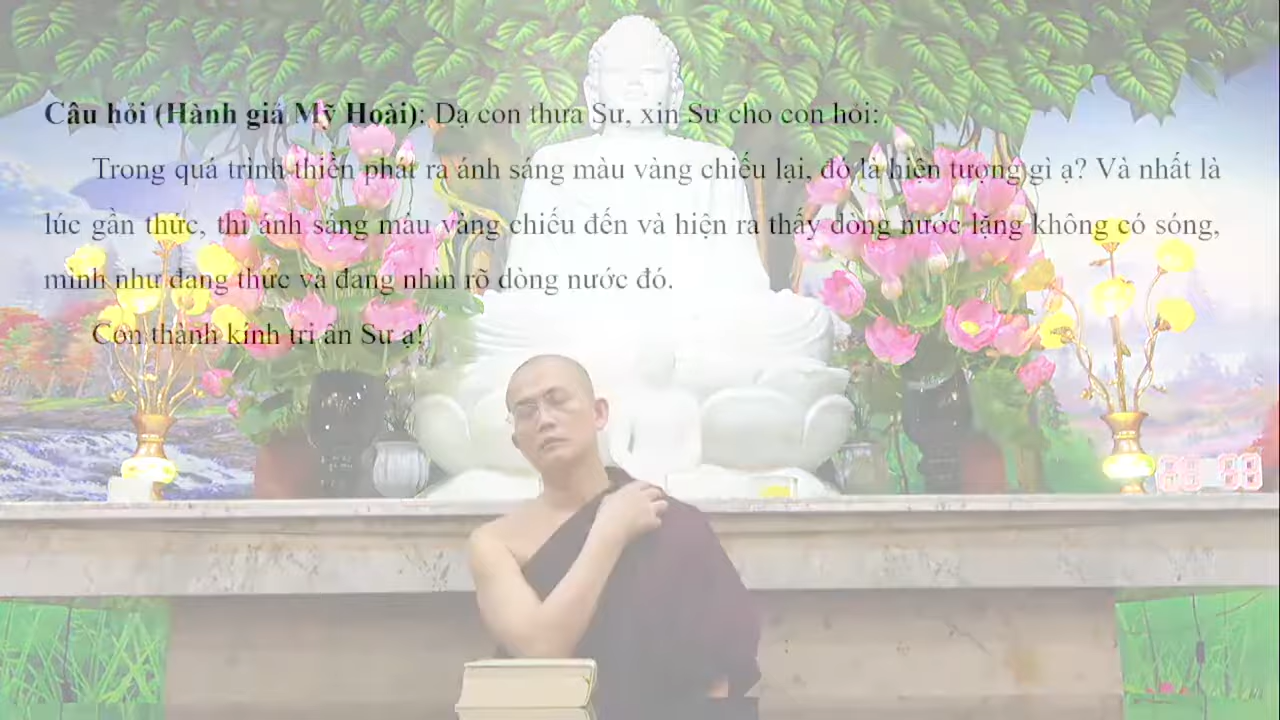 Câu hỏi (Hành giả Mỹ Hoài): Dạ con thưa Sư, xin Sư cho con hỏi:
Trong quá trình thiền phát ra ánh sáng màu vàng chiếu lại, đó là hiện tượng gì ạ? Và nhất là
lúc gần thức, thì ánh sáng màu vàng chiếu đến và hiện ra thấy dòng nước lặng không có sóng,
mình như đang thức và đang nhìn rõ dòng nước đó.
Con thành kính tri ân Sư ạ!